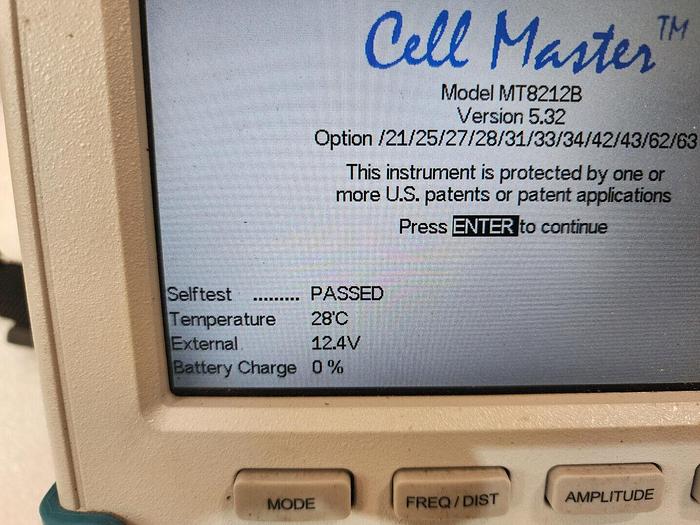 Cell Master™
Model MT8212B
Version 5.32
Option /21/25/27/28/31/33/34/42/43/62/63
This instrument is protected by one or
more U.S. patents or patent applications
Press ENTER to continue
Selftest ......... PASSED
Temperature 28'C
External 12.4V
Battery Charge 0 %
MODE
FREQ / DIST
AMPLITUDE